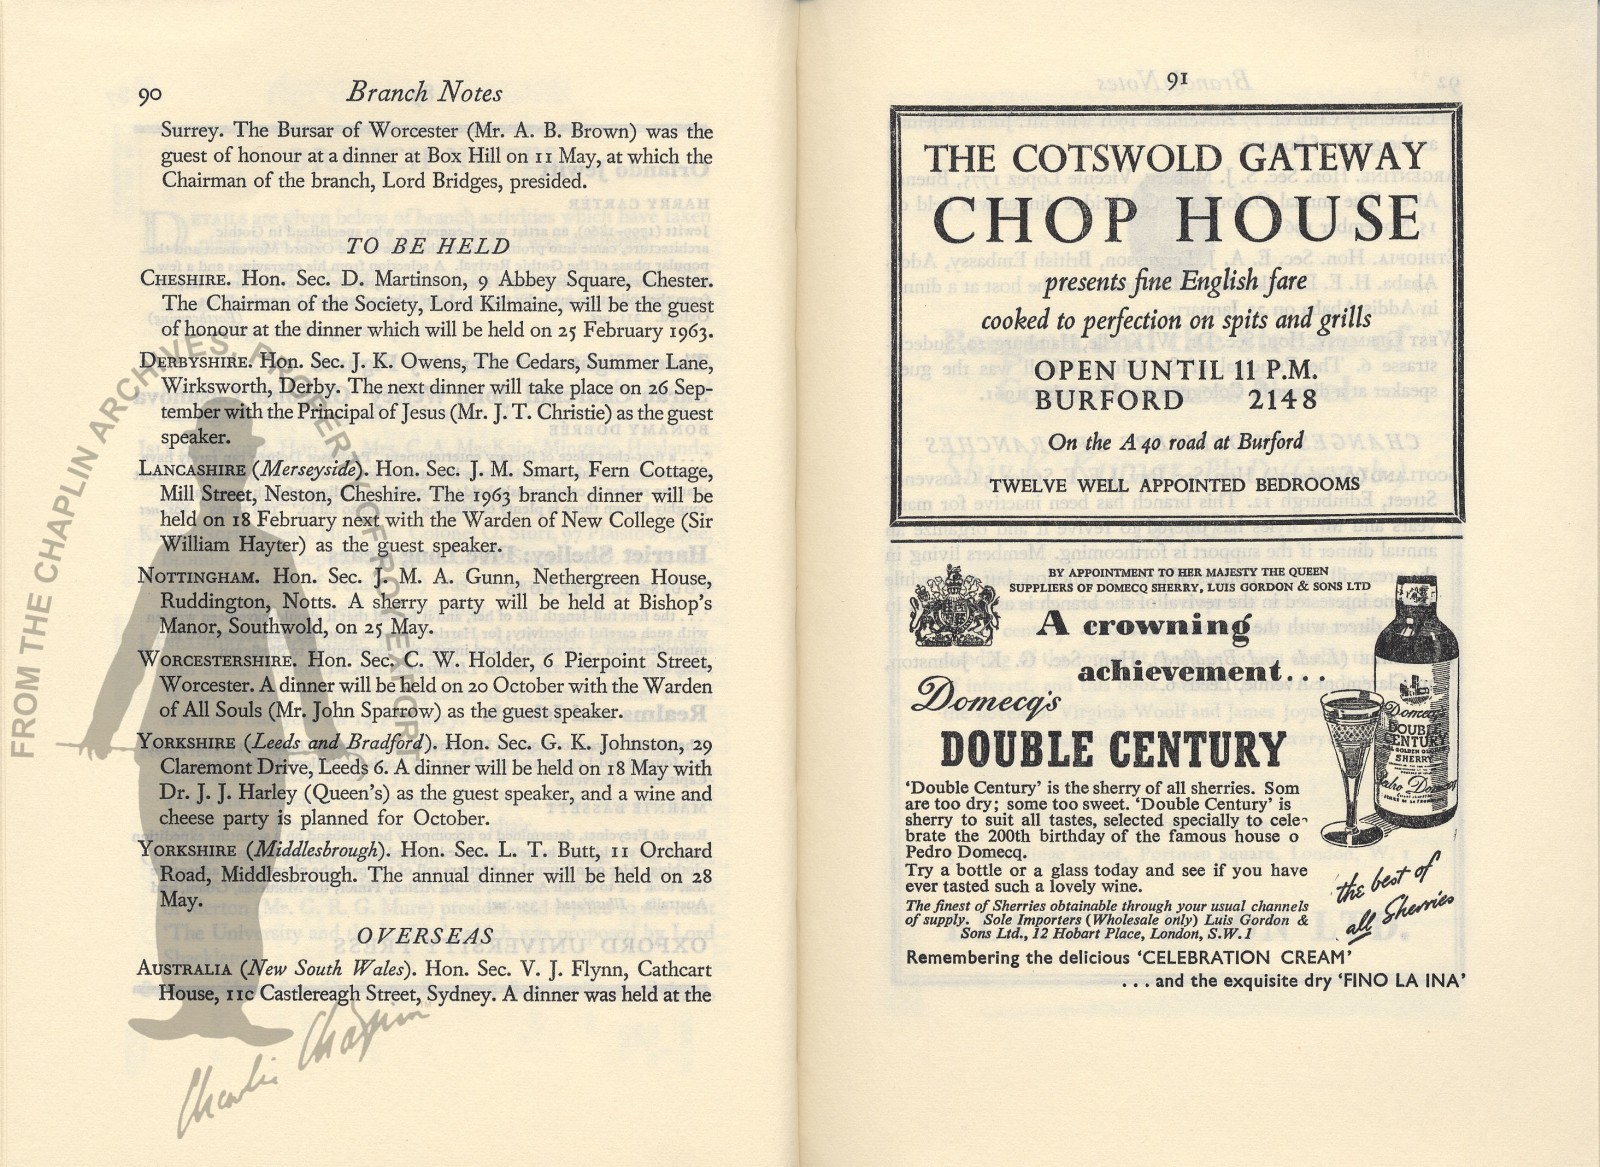 90 Branch Notes
Surrey. The Bursar of Worcester (Mr. A. B. Brown) was the
guest of honour at a dinner at Box Hill on 11 May, at which the
Chairman of the branch, Lord Bridges, presided.
TO BE HELD
CHESHIRE. Hon. Sec. D. Martinson, 9 Abbey Square, Chester.
The Chairman of the Society, Lord Kilmaine, will be the guest
of honour at the dinner which will be held on 25 February 1963.
DERBYSHIRE. Hon. Sec. J. K. Owens, The Cedars, Summer Lane,
Wirksworth, Derby. The next dinner will take place on 26 Sep-
tember with the Principal of Jesus (Mr. J. T. Christie) as the guest
speaker.
LANCASHIRE (Merseyside). Hon. Sec. J. M. Smart, Fern Cottage,
Mill Street, Neston, Cheshire. The 1963 branch dinner will be
held on 18 February next with the Warden of New College (Sir
William Hayter) as the guest speaker.
NOTTINGHAM. Hon. Sec. J. M. A. Gunn, Nethergreen House,
Ruddington, Notts. A sherry party will be held at Bishop's
Manor, Southwold, on 25 May.
WORCESTERSHIRE. Hon. Sec. C. W. Holder, 6 Pierpoint Street,
Worcester. A dinner will be held on 20 October with the Warden
of All Souls (Mr. John Sparrow) as the guest speaker.
YORKSHIRE (Leeds and Bradford). Hon. Sec. G. K. Johnston, 29
Claremont Drive, Leeds 6. A dinner will be held on 18 May with
Dr. J. J. Harley (Queen's) as the guest speaker, and a wine and
cheese party is planned for October.
YORKSHIRE (Middlesbrough). Hon. Sec. L. T. Butt, 11 Orchard
Road, Middlesbrough. The annual dinner will be held on 28
May.
OVERSEAS
AUSTRALIA (New South Wales). Hon. Sec. V. J. Flynn, Cathcart
House, 11c Castlereagh Street, Sydney. A dinner was held at the
FROM THE CHAPLIN ARCHIVES, PROPERTY OF ROY EXPORT
Charlie Chaplin
91
THE COTSWOLD GATEWAY
CHOP HOUSE
presents fine English fare
cooked to perfection on spits and grills
OPEN UNTIL 11 P.M.
BURFORD 2148
On the A40 road at Burford
TWELVE WELL APPOINTED BEDROOMS
BY APPOINTMENT TO HER MAJESTY THE QUEEN
SUPPLIERS OF DOMECQ SHERRY, LUIS GORDON & SONS LTD
A crowning
achievement...
Domecq's
DOUBLE CENTURY
'Double Century' is the sherry of all sherries. Som
are too dry; some too sweet. 'Double Century' is
sherry to suit all tastes, selected specially to cele-
brate the 200th birthday of the famous house o
Pedro Domecq.
Try a bottle or a glass today and see if you have
ever tasted such a lovely wine.
The finest of Sherries obtainable through your usual channels
of supply. Sole Importers (Wholesale only) Luis Gordon &
Sons Ltd., 12 Hobart Place, London, S.W.1
Domecq's
DOUBLE
CENTURY
SHERRY
Pedro Domecq
the best of
all Sherries
Remembering the delicious 'CELEBRATION CREAM'
... and the exquisite dry 'FINO LA INA'